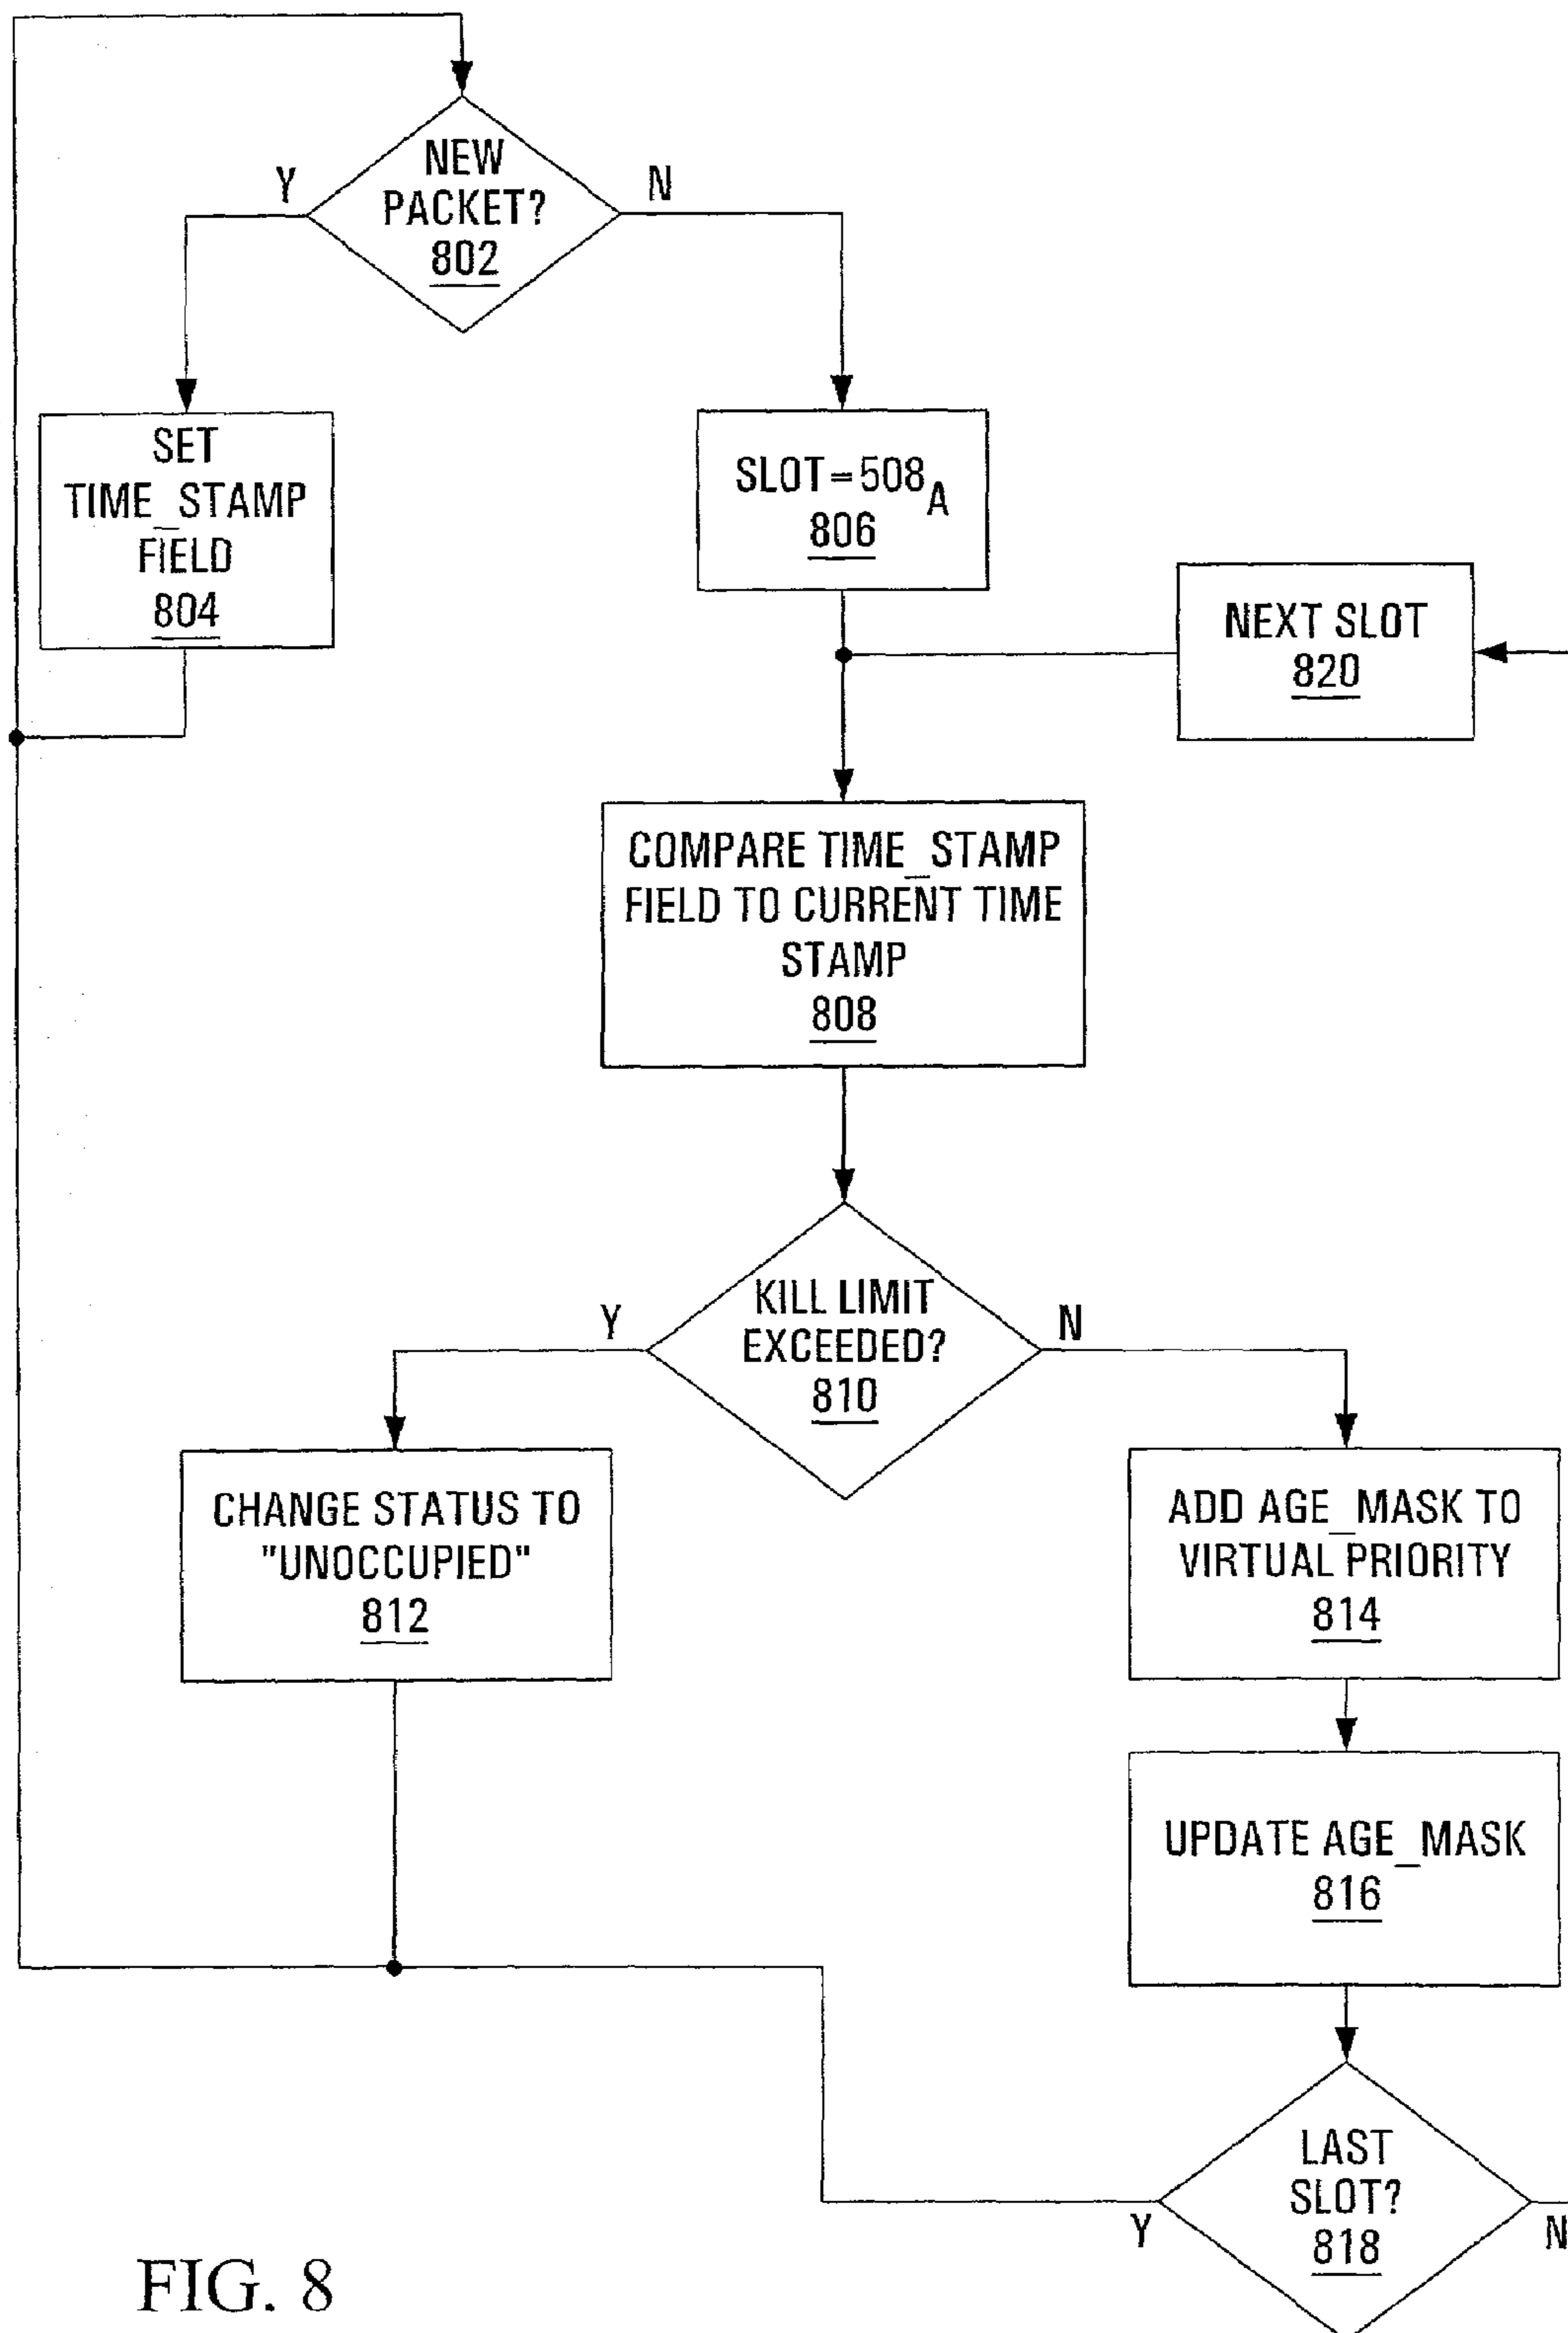 NEW
PACKET?
802
Y
N
SET
TIME_STAMP
FIELD
804
SLOT=508A
806
NEXT SLOT
820
COMPARE TIME_STAMP
FIELD TO CURRENT TIME
STAMP
808
KILL LIMIT
EXCEEDED?
810
Y
N
CHANGE STATUS TO
"UNOCCUPIED"
812
ADD AGE_MASK TO
VIRTUAL PRIORITY
814
UPDATE AGE_MASK
816
LAST
SLOT?
818
Y
N
FIG. 8